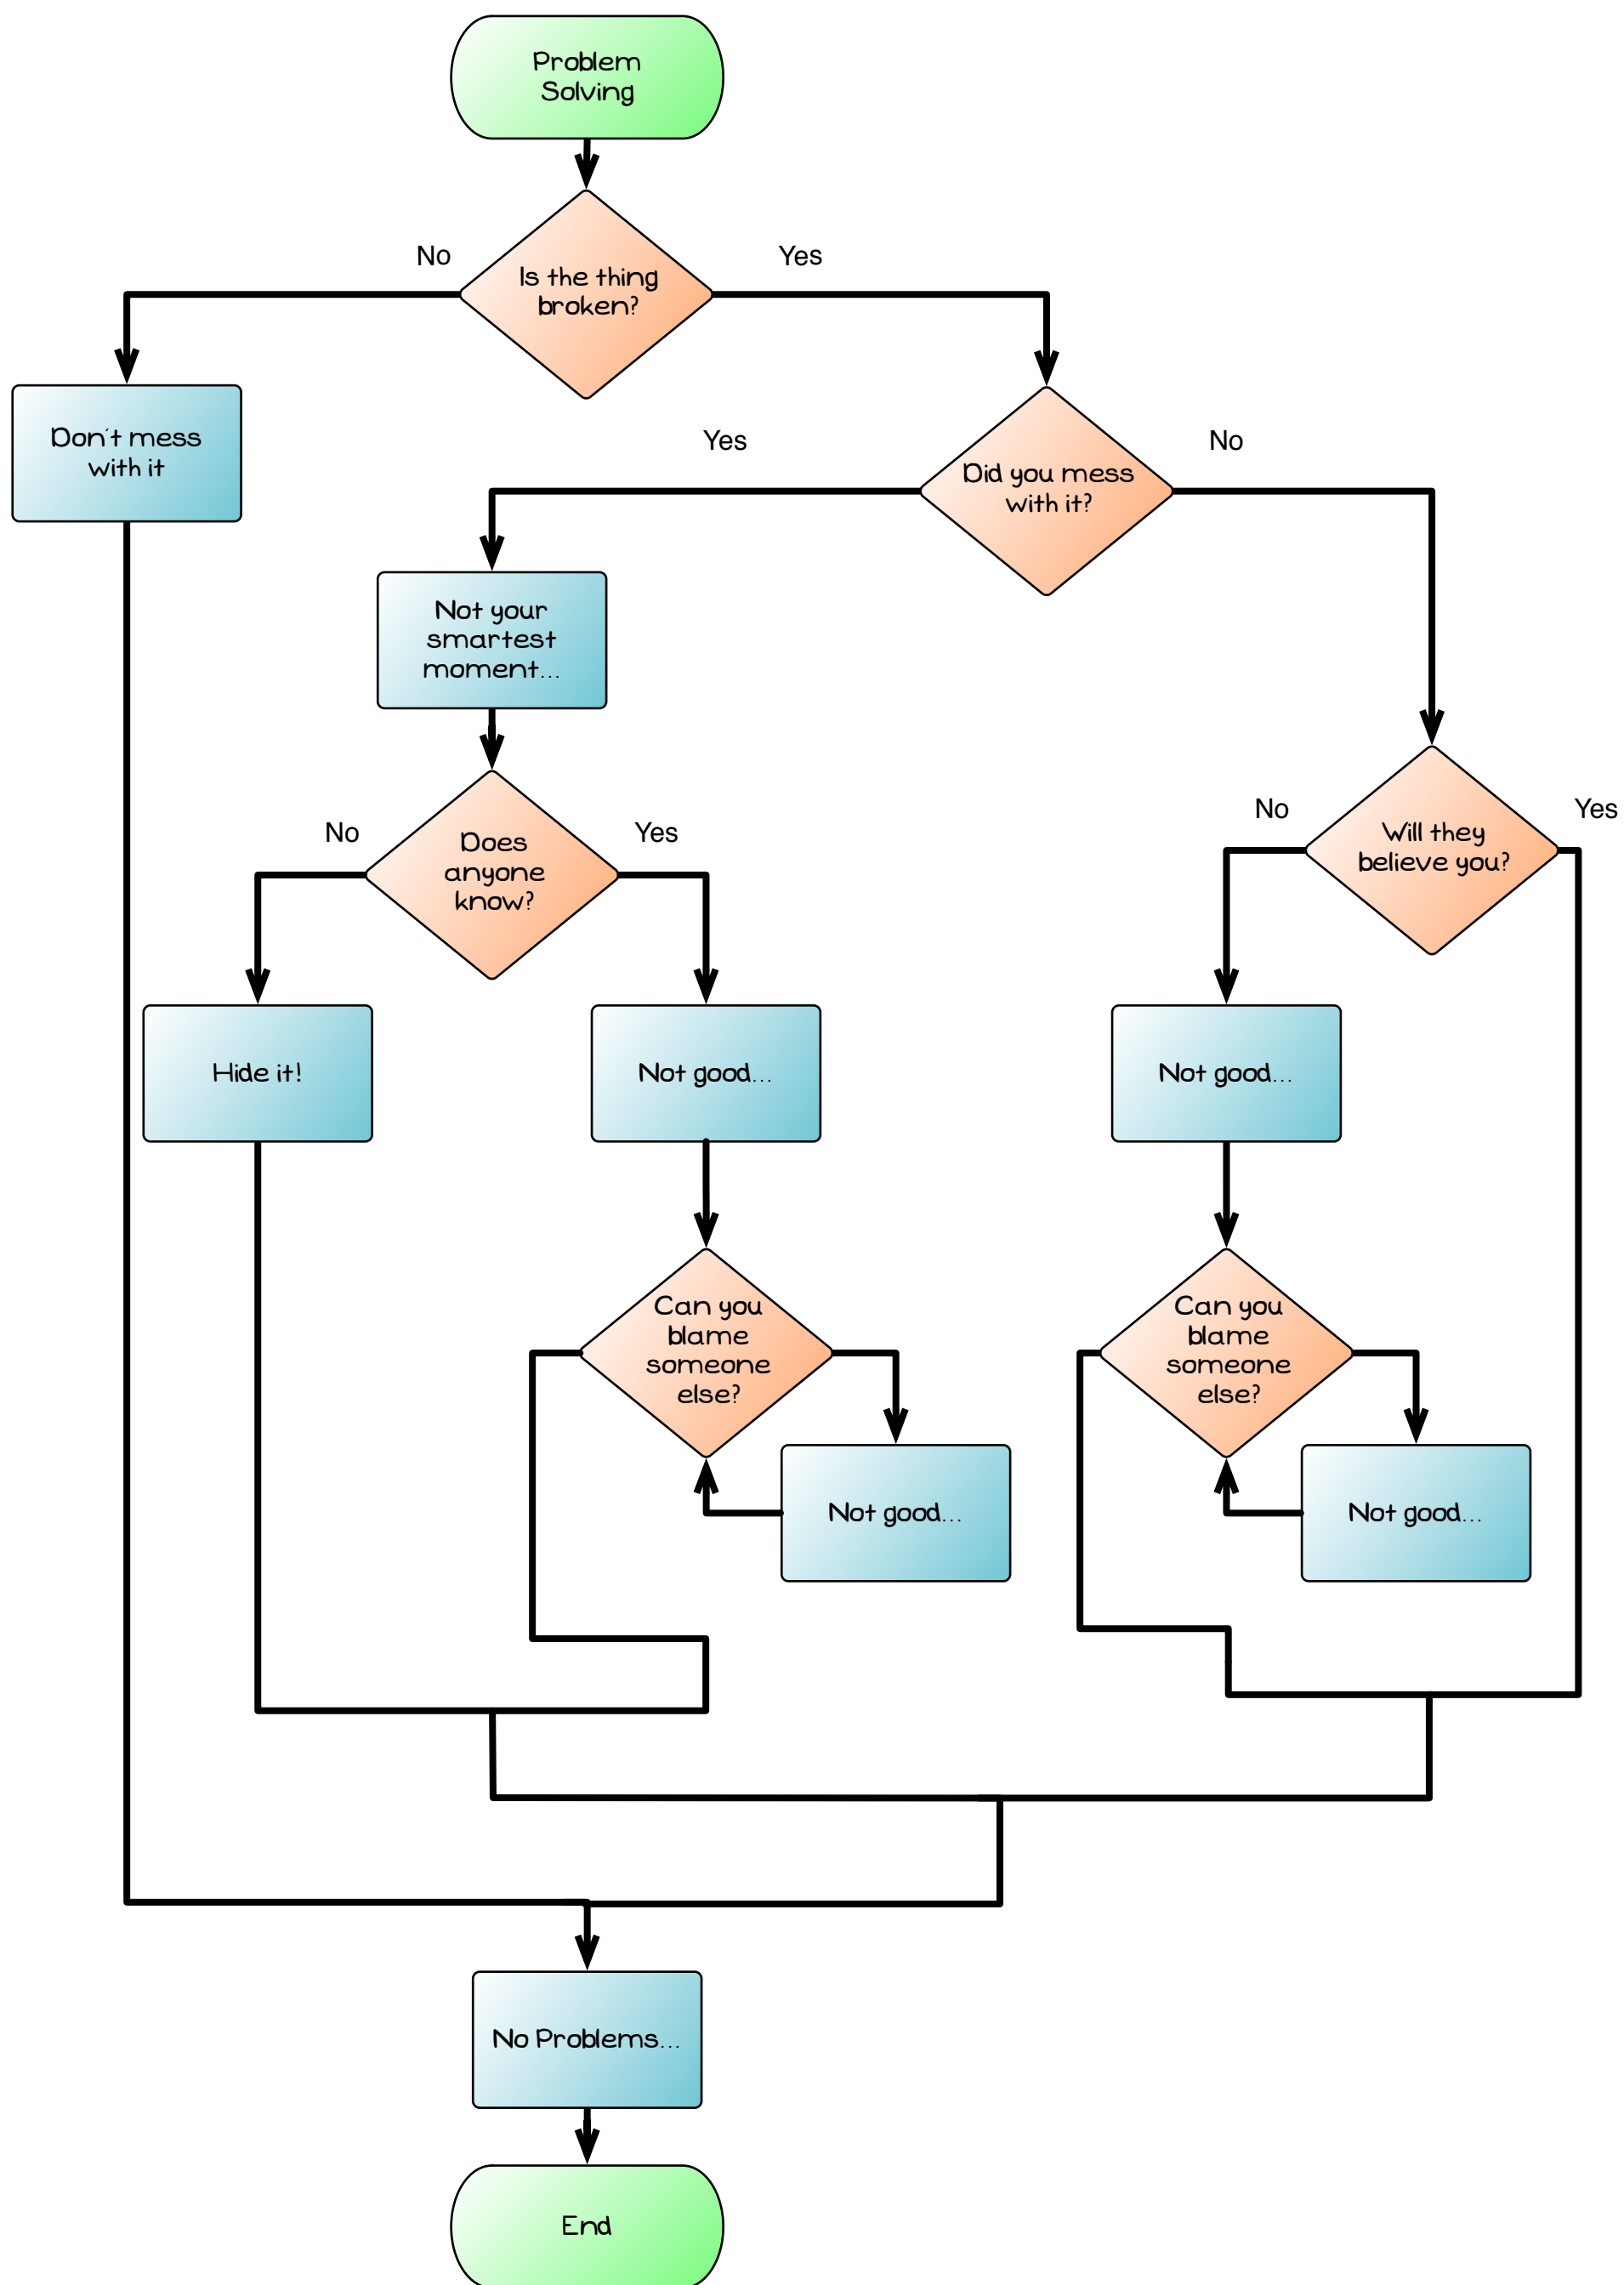 Problem
Solving
No
Yes
Is the thing
broken?
Don't mess
with it
Yes
No
Did you mess
with it?
Not your
smartest
moment...
No
Yes
Does
anyone
know?
No
Yes
Will they
believe you?
Hide it!
Not good...
Not good...
Can you
blame
someone
else?
Can you
blame
someone
else?
Not good...
Not good...
No Problems...
End